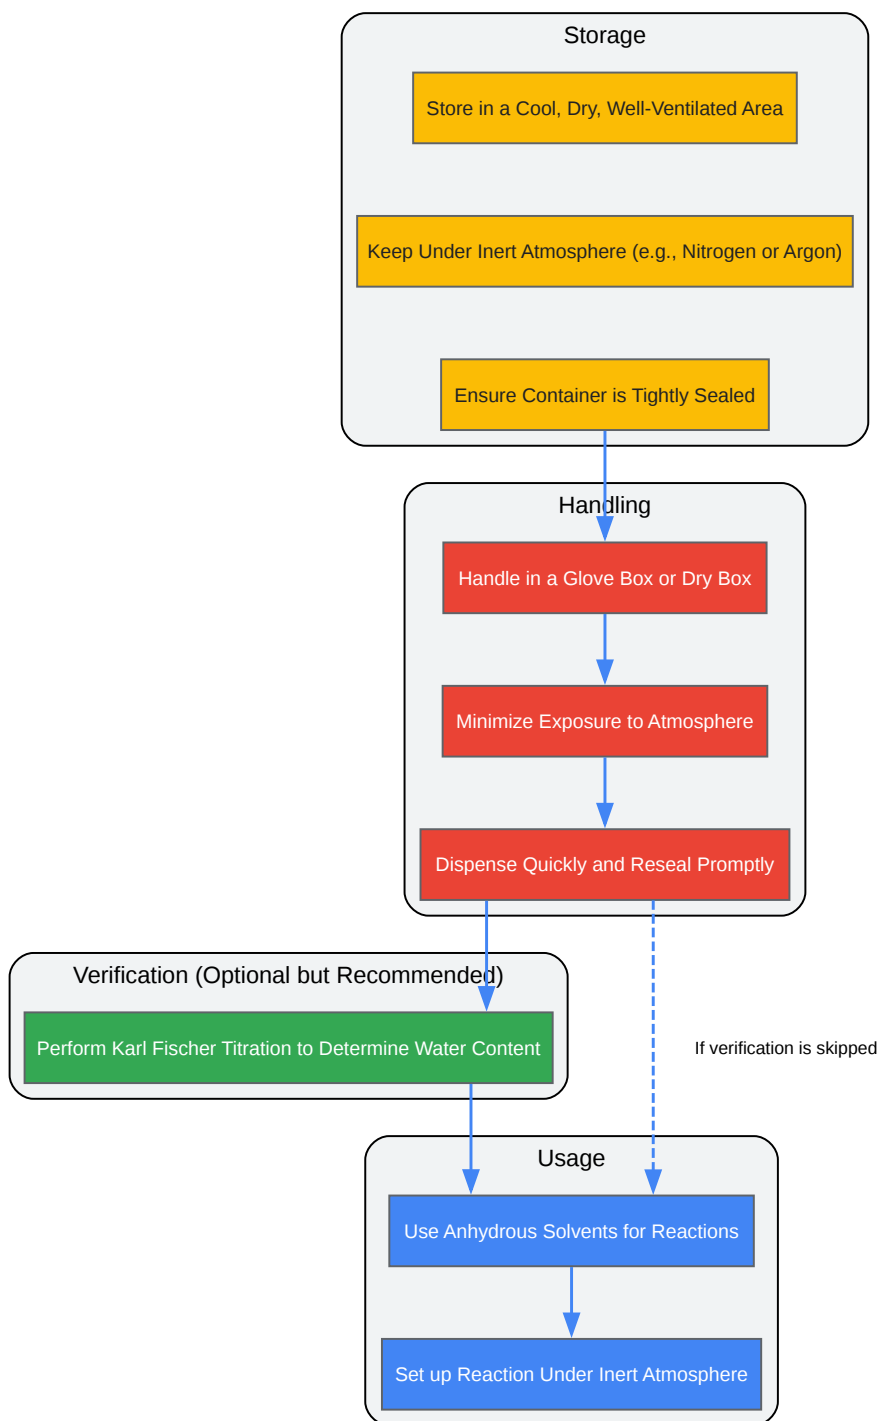 Storage
Store in a Cool, Dry, Well-Ventilated Area
Keep Under Inert Atmosphere (e.g., Nitrogen or Argon)
Ensure Container is Tightly Sealed
Handling
Handle in a Glove Box or Dry Box
Minimize Exposure to Atmosphere
Dispense Quickly and Reseal Promptly
Verification (Optional but Recommended)
Perform Karl Fischer Titration to Determine Water Content
If verification is skipped
Usage
Use Anhydrous Solvents for Reactions
Set up Reaction Under Inert Atmosphere